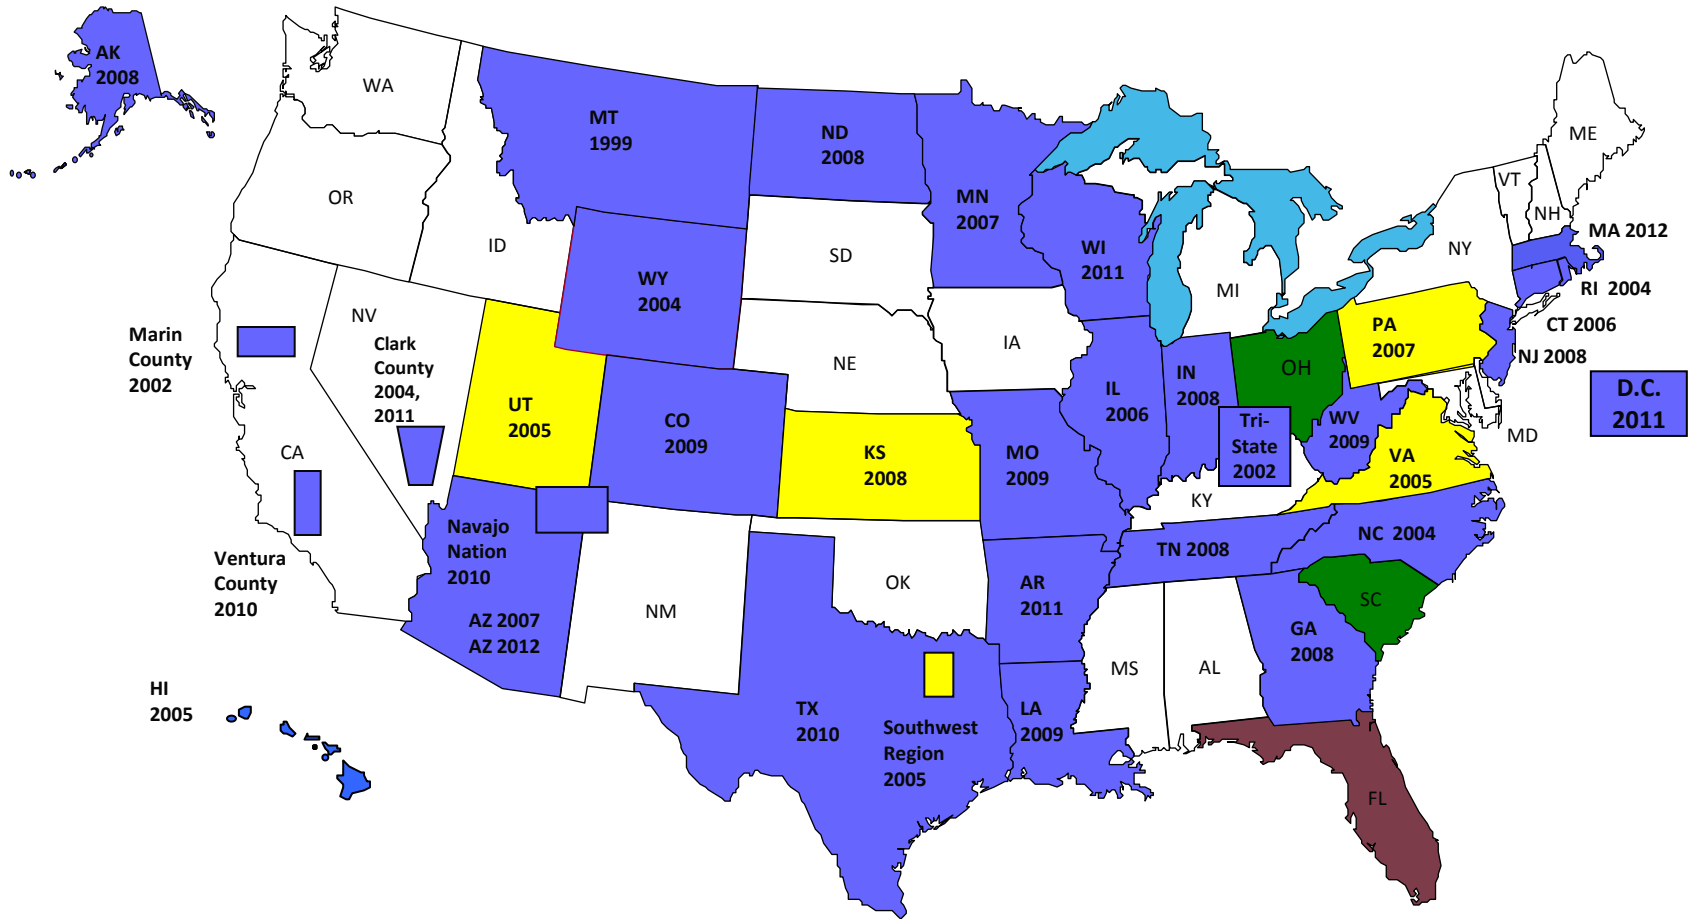 AK
2008
WA
MT
1999
ND
2008
MN
2007
ME
VT
NH
OR
ID
SD
WI
2011
NY
MA 2012
WY
2004
MI
RI  2004
NV
CT 2006
Marin
County
2002
Clark
County
2004,
2011
NE
IA
PA
2007
NJ 2008
OH
UT
2005
CO
2009
IL
2006
IN
2008
D.C.
2011
CA
KS
2008
MO
2009
Tri-
State
2002
WV
2009
MD
VA
2005
KY
Navajo
Nation
2010
TN 2008
NC  2004
Ventura
County
2010
OK
AR
2011
SC
NM
AZ 2007
AZ 2012
GA
2008
MS
AL
HI
2005
TX
2010
Southwest
Region
2005
LA
2009
FL